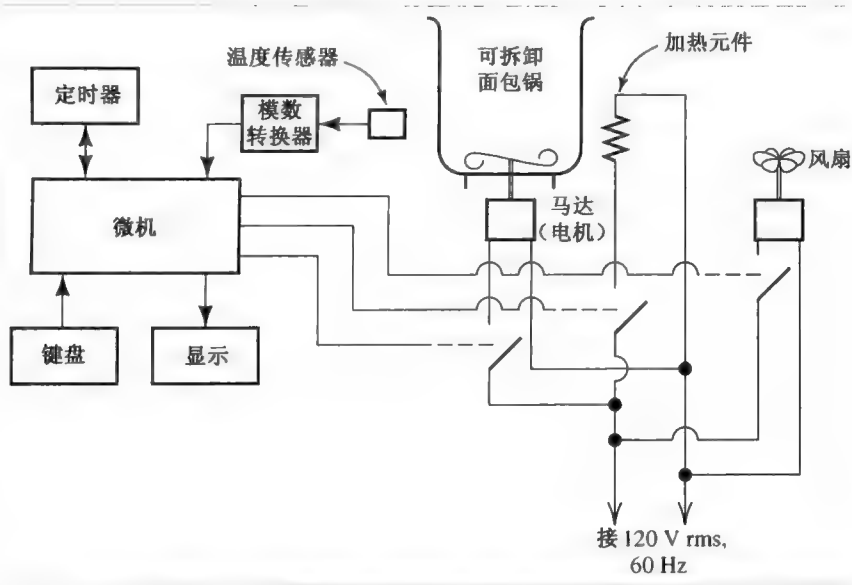 温度传感器
加热元件
可拆卸
面包锅
定时器
模数
转换器
风扇
微机
马达
（电机）
键盘
显示
接 120 V rms,
60 Hz